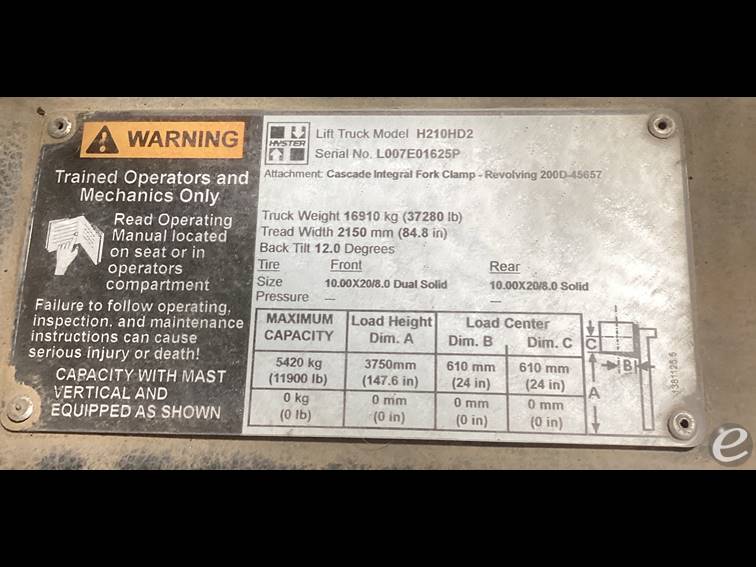 WARNING
Trained Operators and
Mechanics Only
Read Operating
Manual located
on seat or in
operators
compartment
Failure to follow operating,
inspection, and maintenance
instructions can cause
serious injury or death!
CAPACITY WITH MAST
VERTICAL AND
EQUIPPED AS SHOWN
HYSTER
Lift Truck Model H210HD2
Serial No. L007E01625P
Attachment: Cascade Integral Fork Clamp - Revolving 200D-45657
Truck Weight 16910 kg (37280 lb)
Tread Width 2150 mm (84.8 in)
Back Tilt 12.0 Degrees
Tire Front Rear
Size 10.00X20/8.0 Dual Solid 10.00X20/8.0 Solid
Pressure — —
MAXIMUM CAPACITY Load Height Dim. A Load Center Dim. B Dim. C
5420 kg 3750mm 610 mm 610 mm
(11900 lb) (147.6 in) (24 in) (24 in)
0 kg 0 mm 0 mm 0 mm
(0 lb) (0 in) (0 in) (0 in)
C
B
A
e